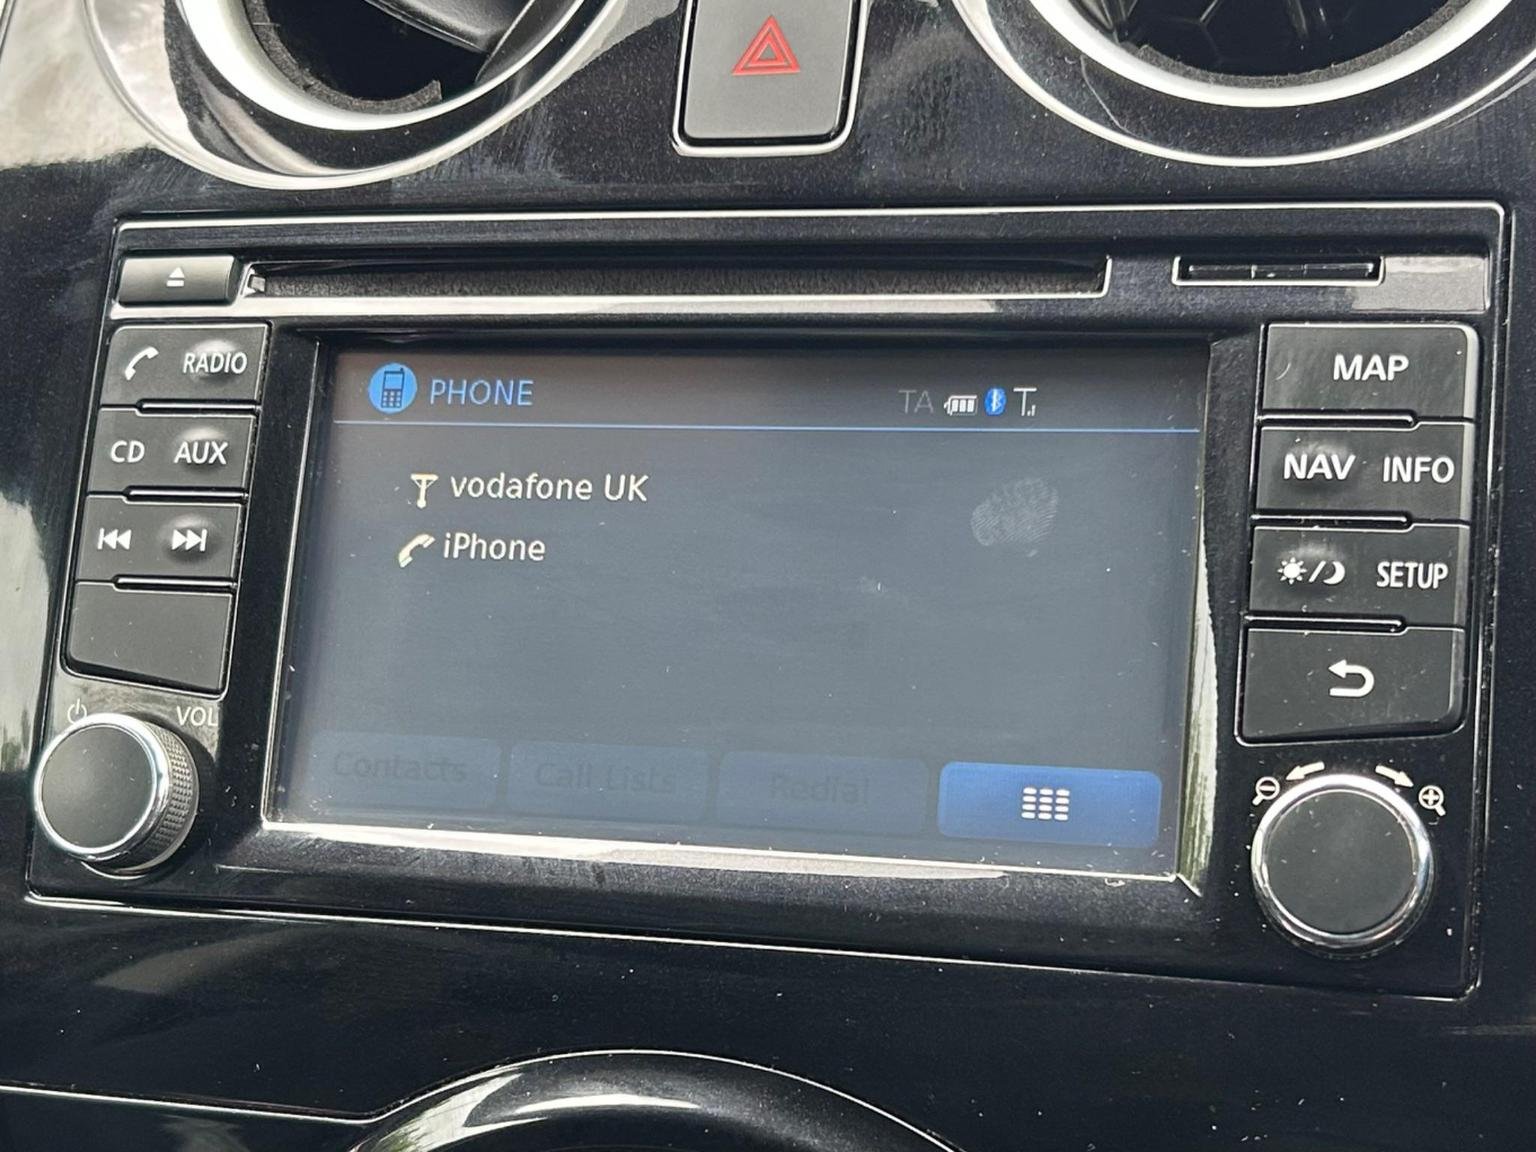 RADIO
CD AUX
VOL
PHONE
TA
vodafone UK
iPhone
Contacts Call Lists Redial
MAP
NAV INFO
SETUP